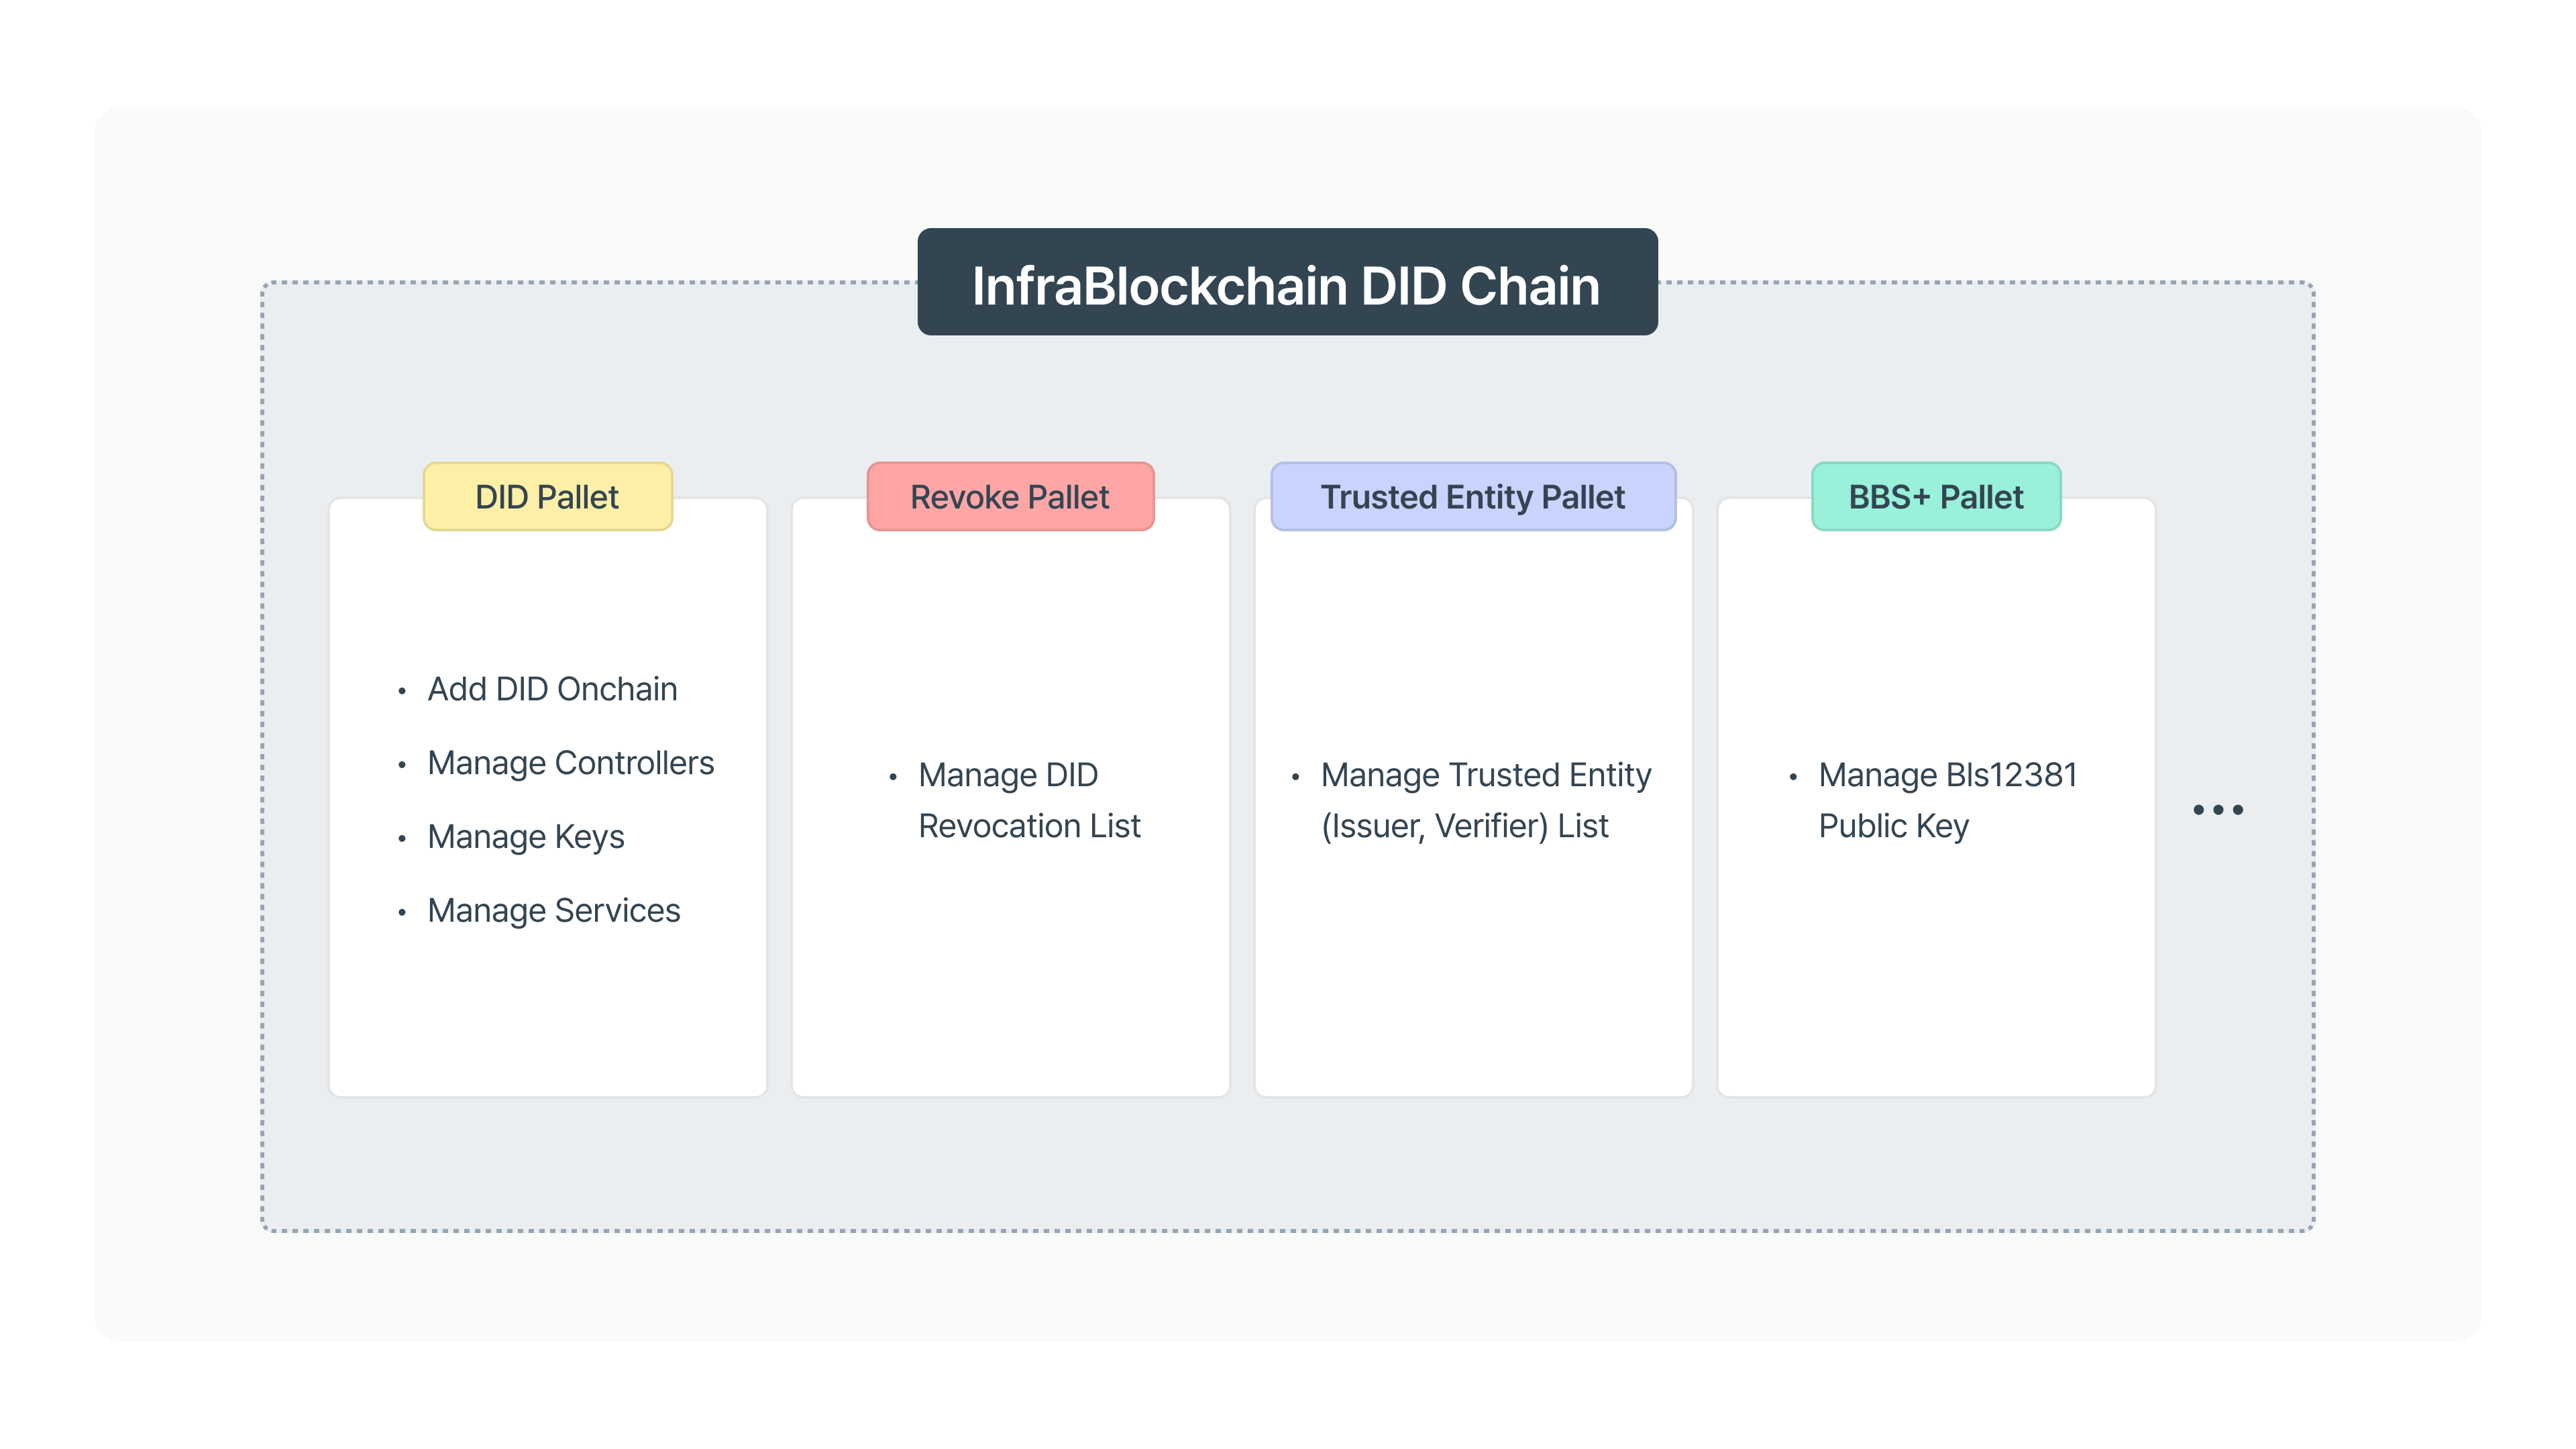 InfraBlockchain DID Chain
DID Pallet
• Add DID Onchain
• Manage Controllers
• Manage Keys
• Manage Services
Revoke Pallet
• Manage DID
Revocation List
Trusted Entity Pallet
• Manage Trusted Entity
(Issuer, Verifier) List
BBS+ Pallet
• Manage Bls12381
Public Key
...